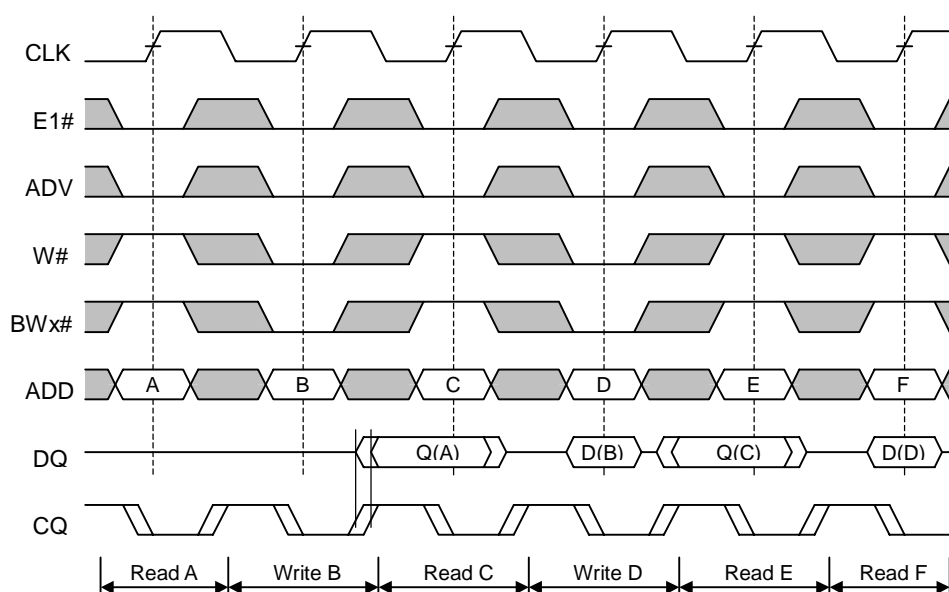 CLK
E1#
ADV
W#
BWx#
ADD A B C D E F
DQ Q(A) D(B) Q(C) D(D)
CQ
Read A Write B Read C Write D Read E Read F